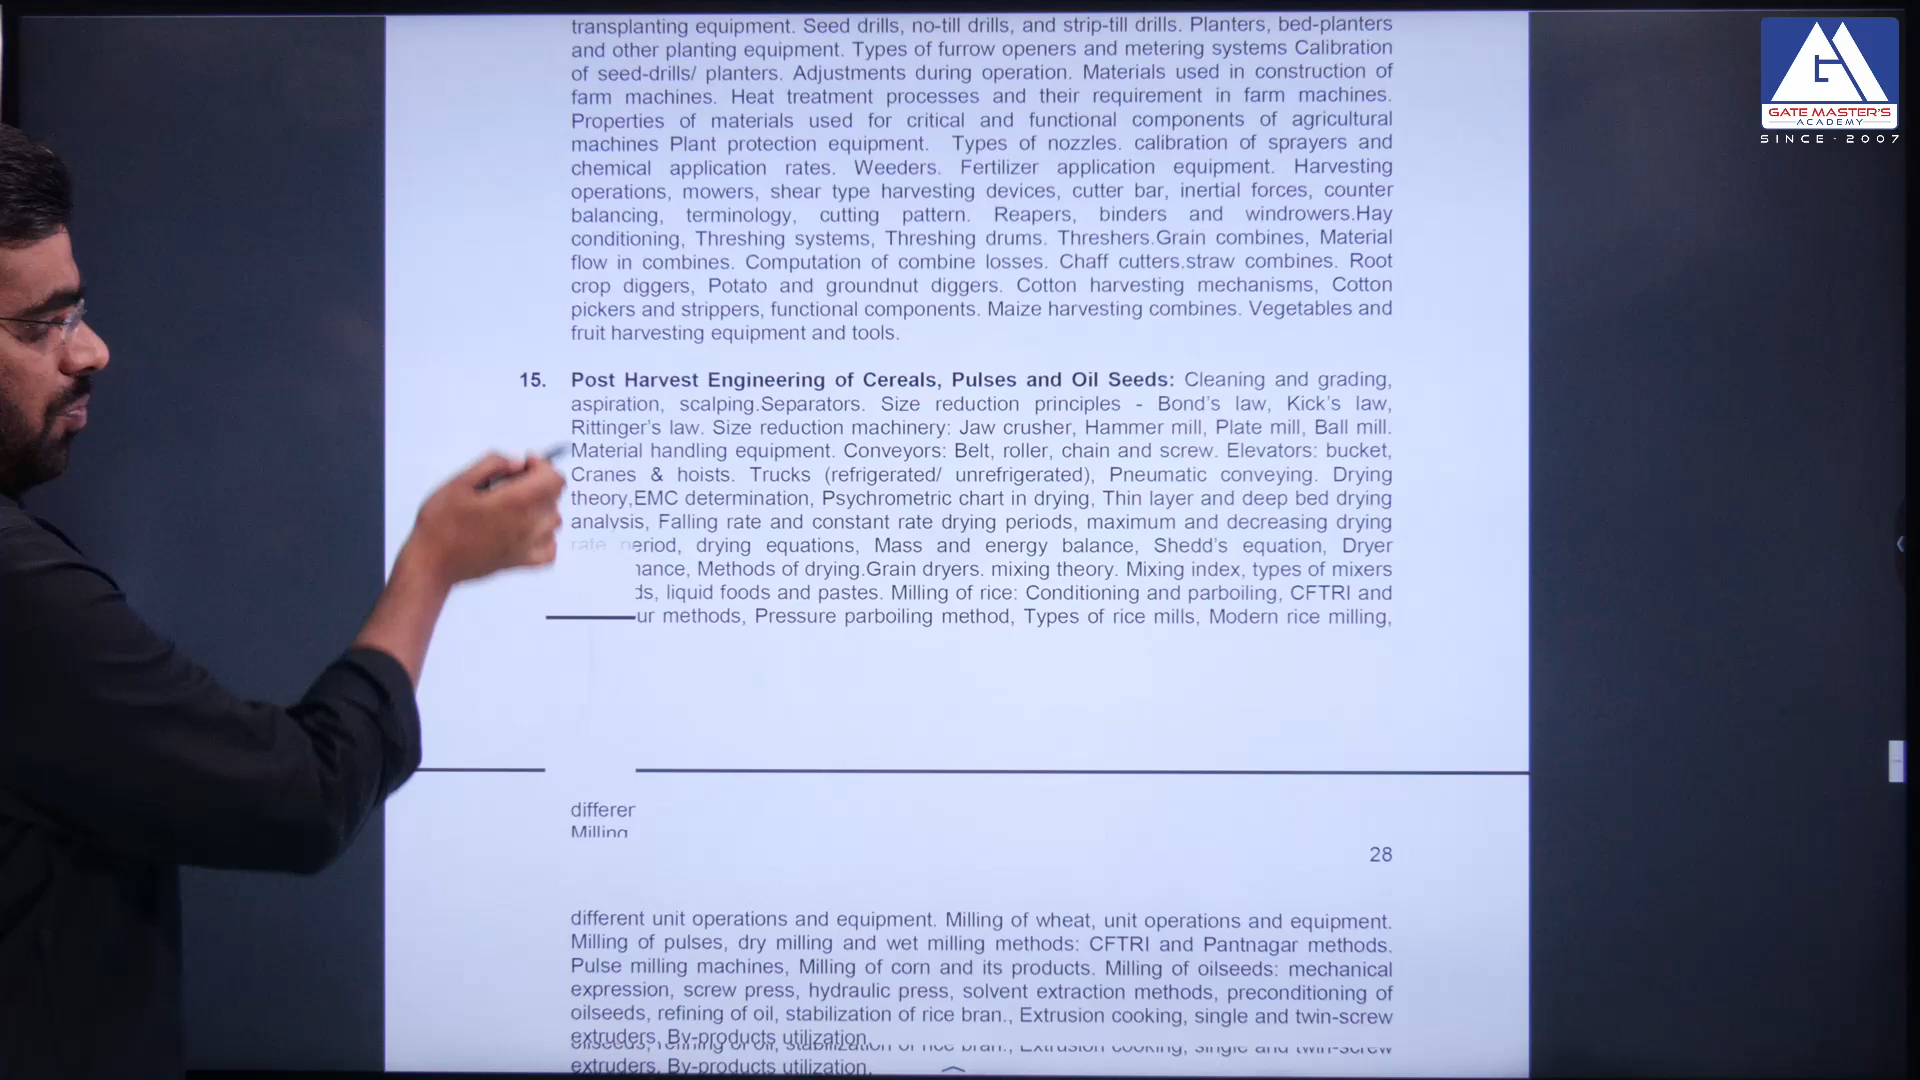 transplanting equipment. Seed drills, no-till drills, and strip-till drills. Planters, bed-planters
and other planting equipment. Types of furrow openers and metering systems Calibration
of seed-drills/ planters. Adjustments during operation. Materials used in construction of
farm machines. Heat treatment processes and their requirement in farm machines.
Properties of materials used for critical and functional components of agricultural
machines Plant protection equipment. Types of nozzles. calibration of sprayers and
chemical application rates. Weeders. Fertilizer application equipment. Harvesting
operations, mowers, shear type harvesting devices, cutter bar, inertial forces, counter
balancing, terminology, cutting pattern. Reapers, binders and windrowers.Hay
conditioning, Threshing systems, Threshing drums. Threshers.Grain combines, Material
flow in combines. Computation of combine losses. Chaff cutters.straw combines. Root
crop diggers, Potato and groundnut diggers. Cotton harvesting mechanisms, Cotton
pickers and strippers, functional components. Maize harvesting combines. Vegetables and
fruit harvesting equipment and tools.
15. Post Harvest Engineering of Cereals, Pulses and Oil Seeds: Cleaning and grading,
aspiration, scalping.Separators. Size reduction principles - Bond's law, Kick's law,
Rittinger's law. Size reduction machinery: Jaw crusher, Hammer mill, Plate mill, Ball mill.
Material handling equipment. Conveyors: Belt, roller, chain and screw. Elevators: bucket,
Cranes & hoists. Trucks (refrigerated/ unrefrigerated), Pneumatic conveying. Drying
theory,EMC determination, Psychrometric chart in drying, Thin layer and deep bed drying
analysis, Falling rate and constant rate drying periods, maximum and decreasing drying
rate period, drying equations, Mass and energy balance, Shedd's equation, Dryer
Methods of drying.Grain dryers. mixing theory. Mixing index, types of mixers
liquid foods and pastes. Milling of rice: Conditioning and parboiling, CFTRI and
methods, Pressure parboiling method, Types of rice mills, Modern rice milling,
differer
Milling
28
different unit operations and equipment. Milling of wheat, unit operations and equipment.
Milling of pulses, dry milling and wet milling methods: CFTRI and Pantnagar methods.
Pulse milling machines, Milling of corn and its products. Milling of oilseeds: mechanical
expression, screw press, hydraulic press, solvent extraction methods, preconditioning of
oilseeds, refining of oil, stabilization of rice bran., Extrusion cooking, single and twin-screw
extruders, By-products utilization.
extruders, By-products utilization.
GATE MASTER'S
ACADEMY
SINCE-2007